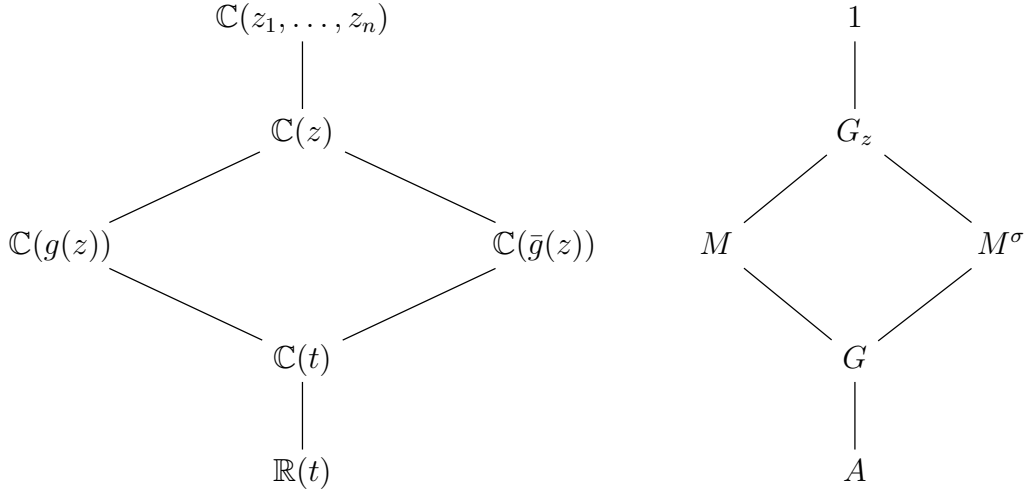 ℂ(z₁, . . . , zₙ) 1
ℂ(z) G_z
ℂ(g(z)) ℂ(ḡ(z)) M M^σ
ℂ(t) G
ℝ(t) A